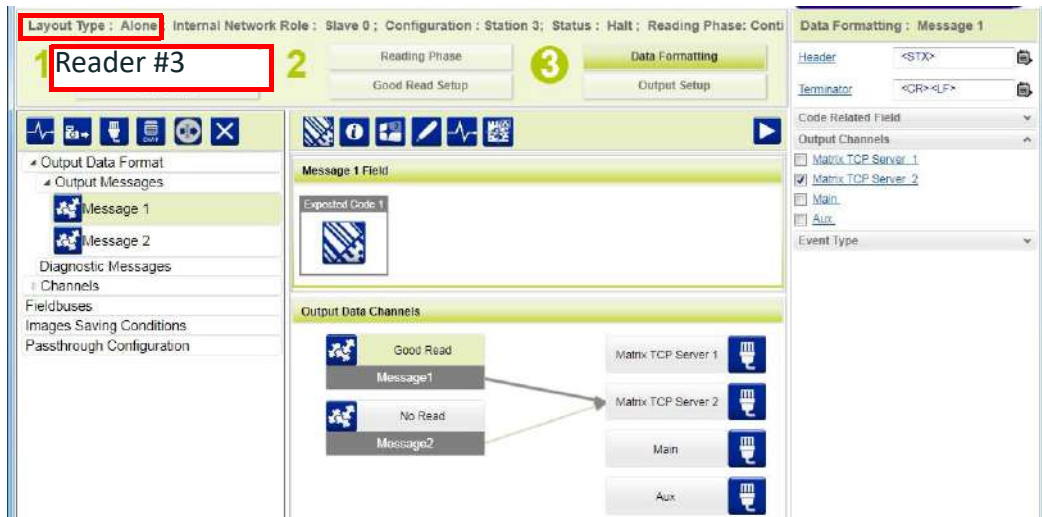 Layout Type : Alone; Internal Network Role : Slave 0 ; Configuration : Station 3; Status : Halt ; Reading Phase: Conti
1
Reader #3
2
Reading Phase
Good Read Setup
3
Data Formatting
Output Setup
Output Data Format
Output Messages
Message 1
Message 2
Diagnostic Messages
Channels
Fieldbuses
Images Saving Conditions
Passthrough Configuration
Message 1 Field
Expected Code 1
Output Data Channels
Good Read
Message1
No Read
Message2
Matrix TCP Server 1
Matrix TCP Server 2
Main
Aux
Data Formatting : Message 1
Header
<STX>
Terminator
<CR><LF>
Code Related Field
Output Channels
Matrix TCP Server 1
Matrix TCP Server 2
Main
Aux
Event Type